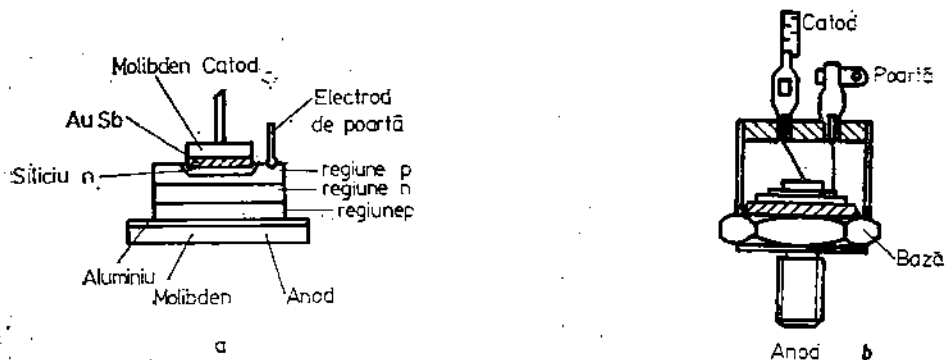 Molibden Catod
Electrod
de poartă
Au Sb
Siliciu n
regiune p
regiune n
regiunep
Aluminiu
Molibden
Anod
a
Catod
Poartă
Bază
Anod
b